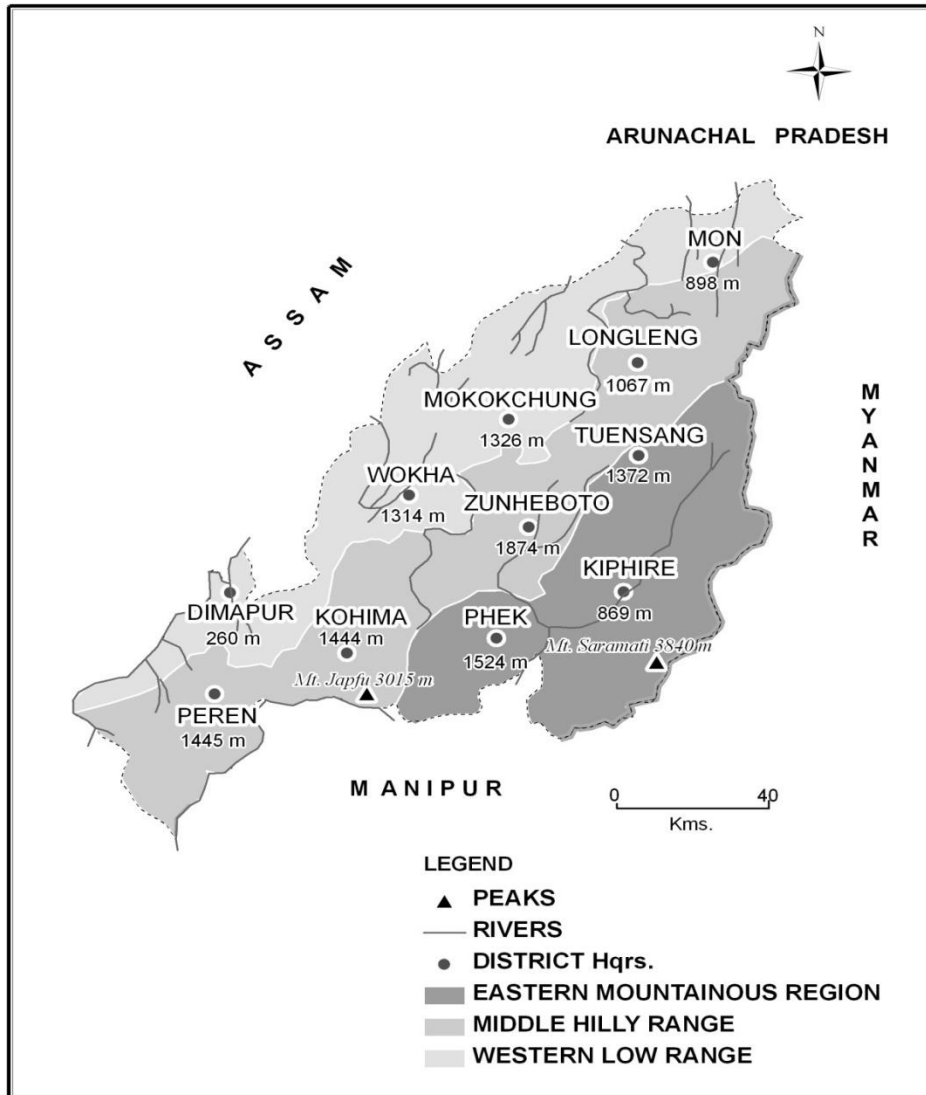 N
ARUNACHAL PRADESH
ASSAM
MYANMAR
MON
898 m
LONGLENG
1067 m
MOKOKCHUNG
1326 m
TUENSANG
1372 m
WOKHA
1314 m
ZUNHEBOTO
1874 m
KIPHIRE
869 m
DIMAPUR
260 m
KOHIMA
1444 m
PHEK
1524 m
Mt. Saramati 3840 m
Mt. Japfu 3015 m
PEREN
1445 m
MANIPUR
0 40
Kms.
LEGEND
PEAKS
RIVERS
DISTRICT Hqrs.
EASTERN MOUNTAINOUS REGION
MIDDLE HILLY RANGE
WESTERN LOW RANGE